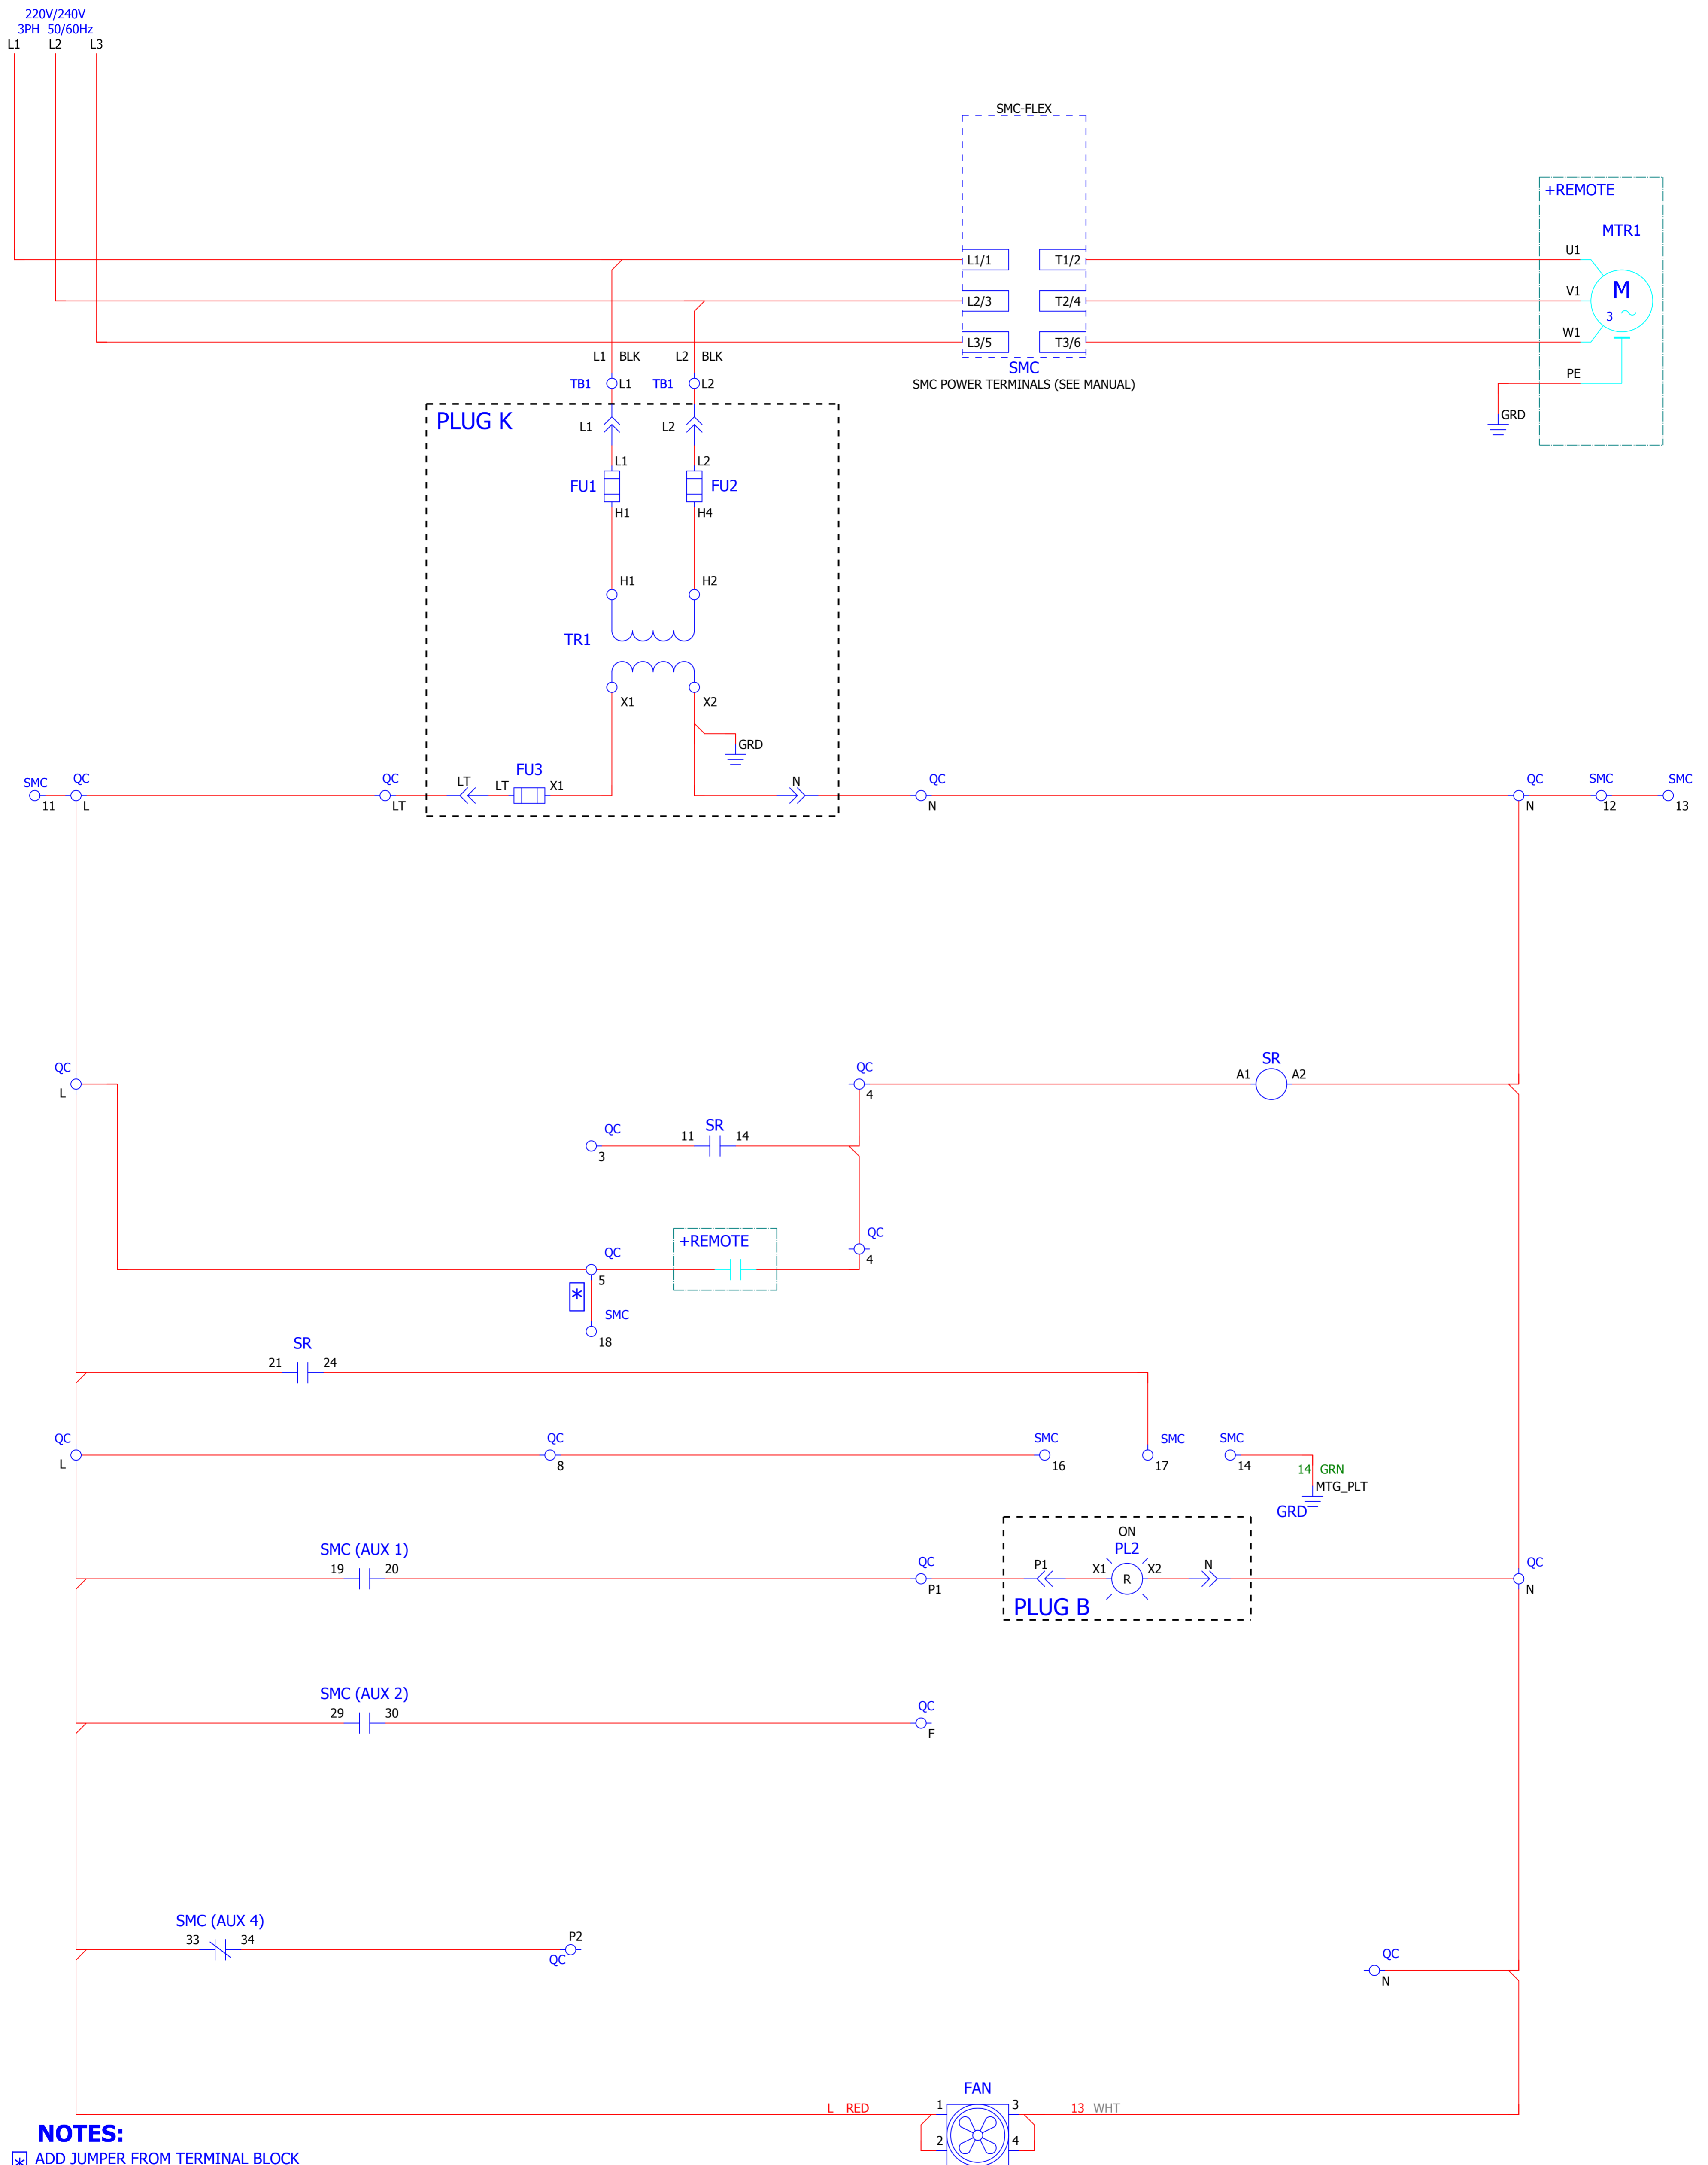 220V/240V
3PH 50/60Hz
L1 L2 L3
SMC-FLEX
+REMOTE
MTR1
U1
L1/1 T1/2
M
3
V1
L2/3 T2/4
W1
L3/5 T3/6
SMC
SMC POWER TERMINALS (SEE MANUAL)
PE
GRD
L1 BLK L2 BLK
TB1 L1 TB1 L2
PLUG K
L1 L2
L1 L2
FU1 FU2
H1 H4
H1 H2
TR1
X1 X2
GRD
FU3
SMC QC QC LT LT X1 N QC QC SMC SMC
11 L LT N N 12 13
QC QC SR
L 4 A1 A2
QC 11 SR 14
3
QC
4
+REMOTE
QC
5
*
SMC
18
SR
21 24
QC QC SMC SMC SMC
L 8 16 17 14
14 GRN
MTG_PLT
GRD
ON
PL2
SMC (AUX 1)
19 20 QC P1 X1 R X2 N QC
P1 N
PLUG B
SMC (AUX 2)
29 30 QC
F
SMC (AUX 4)
33 34 P2
QC
QC
N
FAN
L RED 1 3 13 WHT
2 4
NOTES:
* ADD JUMPER FROM TERMINAL BLOCK